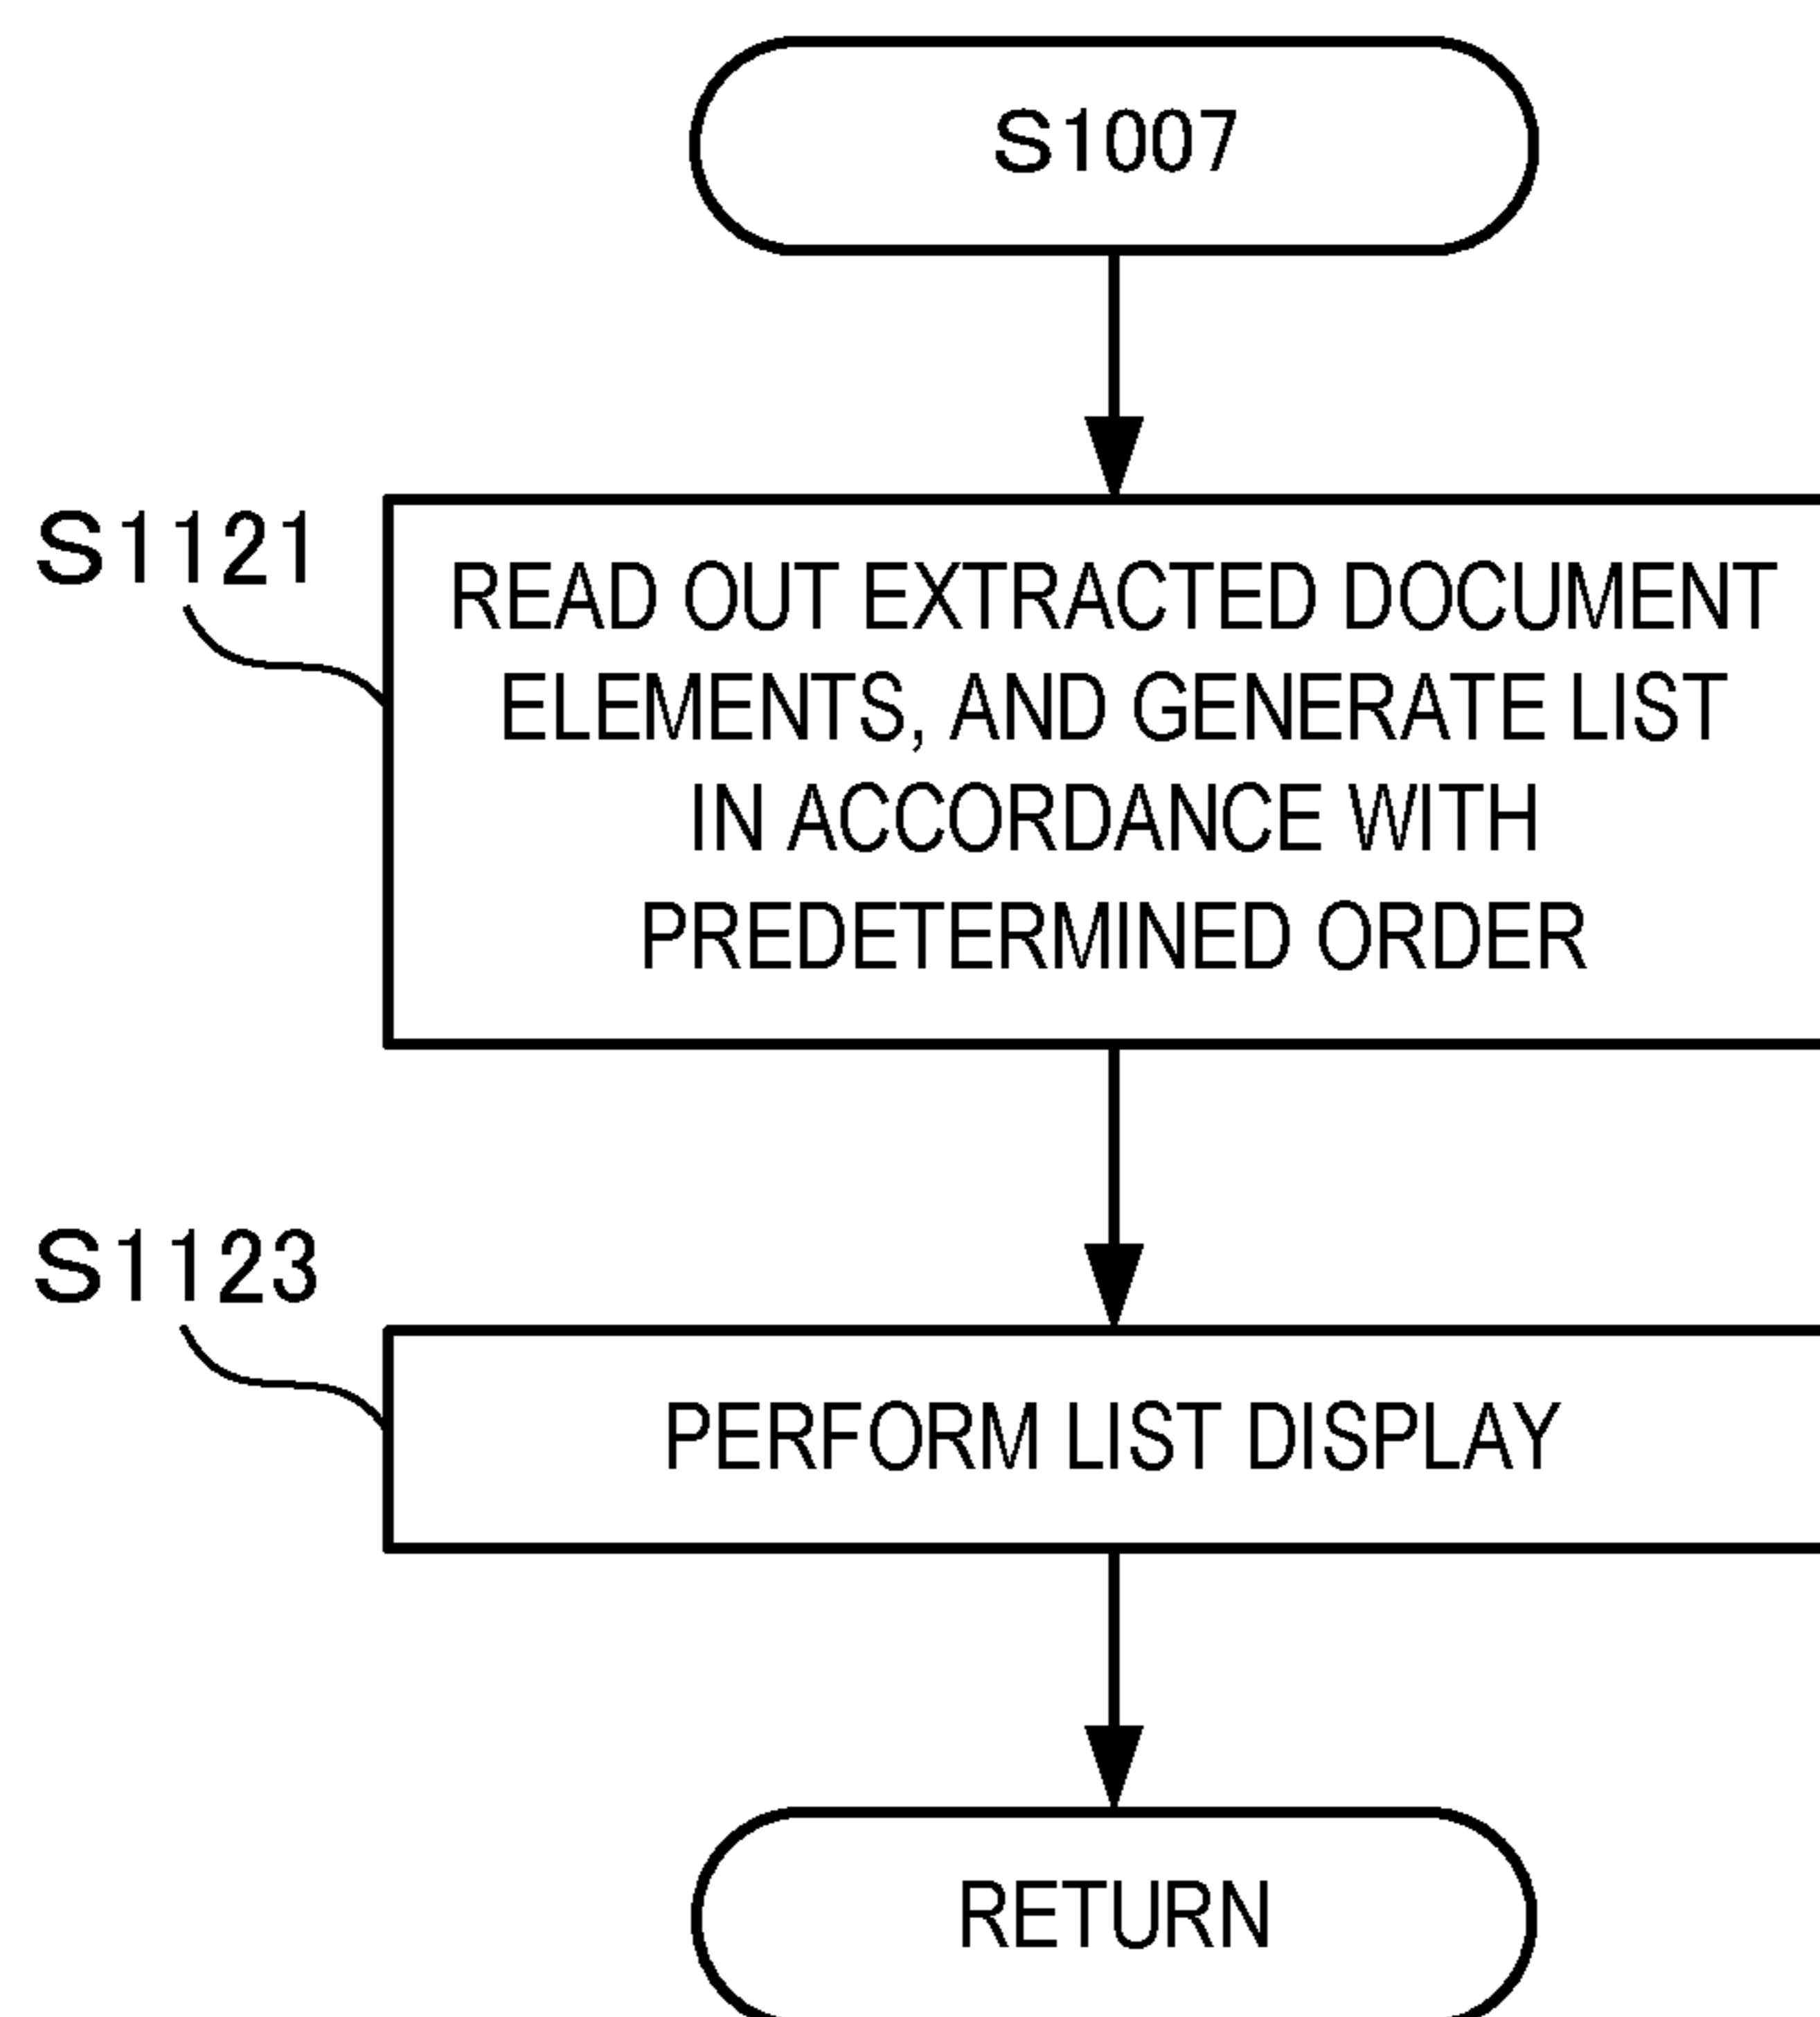 S1007
S1121
READ OUT EXTRACTED DOCUMENT
ELEMENTS, AND GENERATE LIST
IN ACCORDANCE WITH
PREDETERMINED ORDER
S1123
PERFORM LIST DISPLAY
RETURN